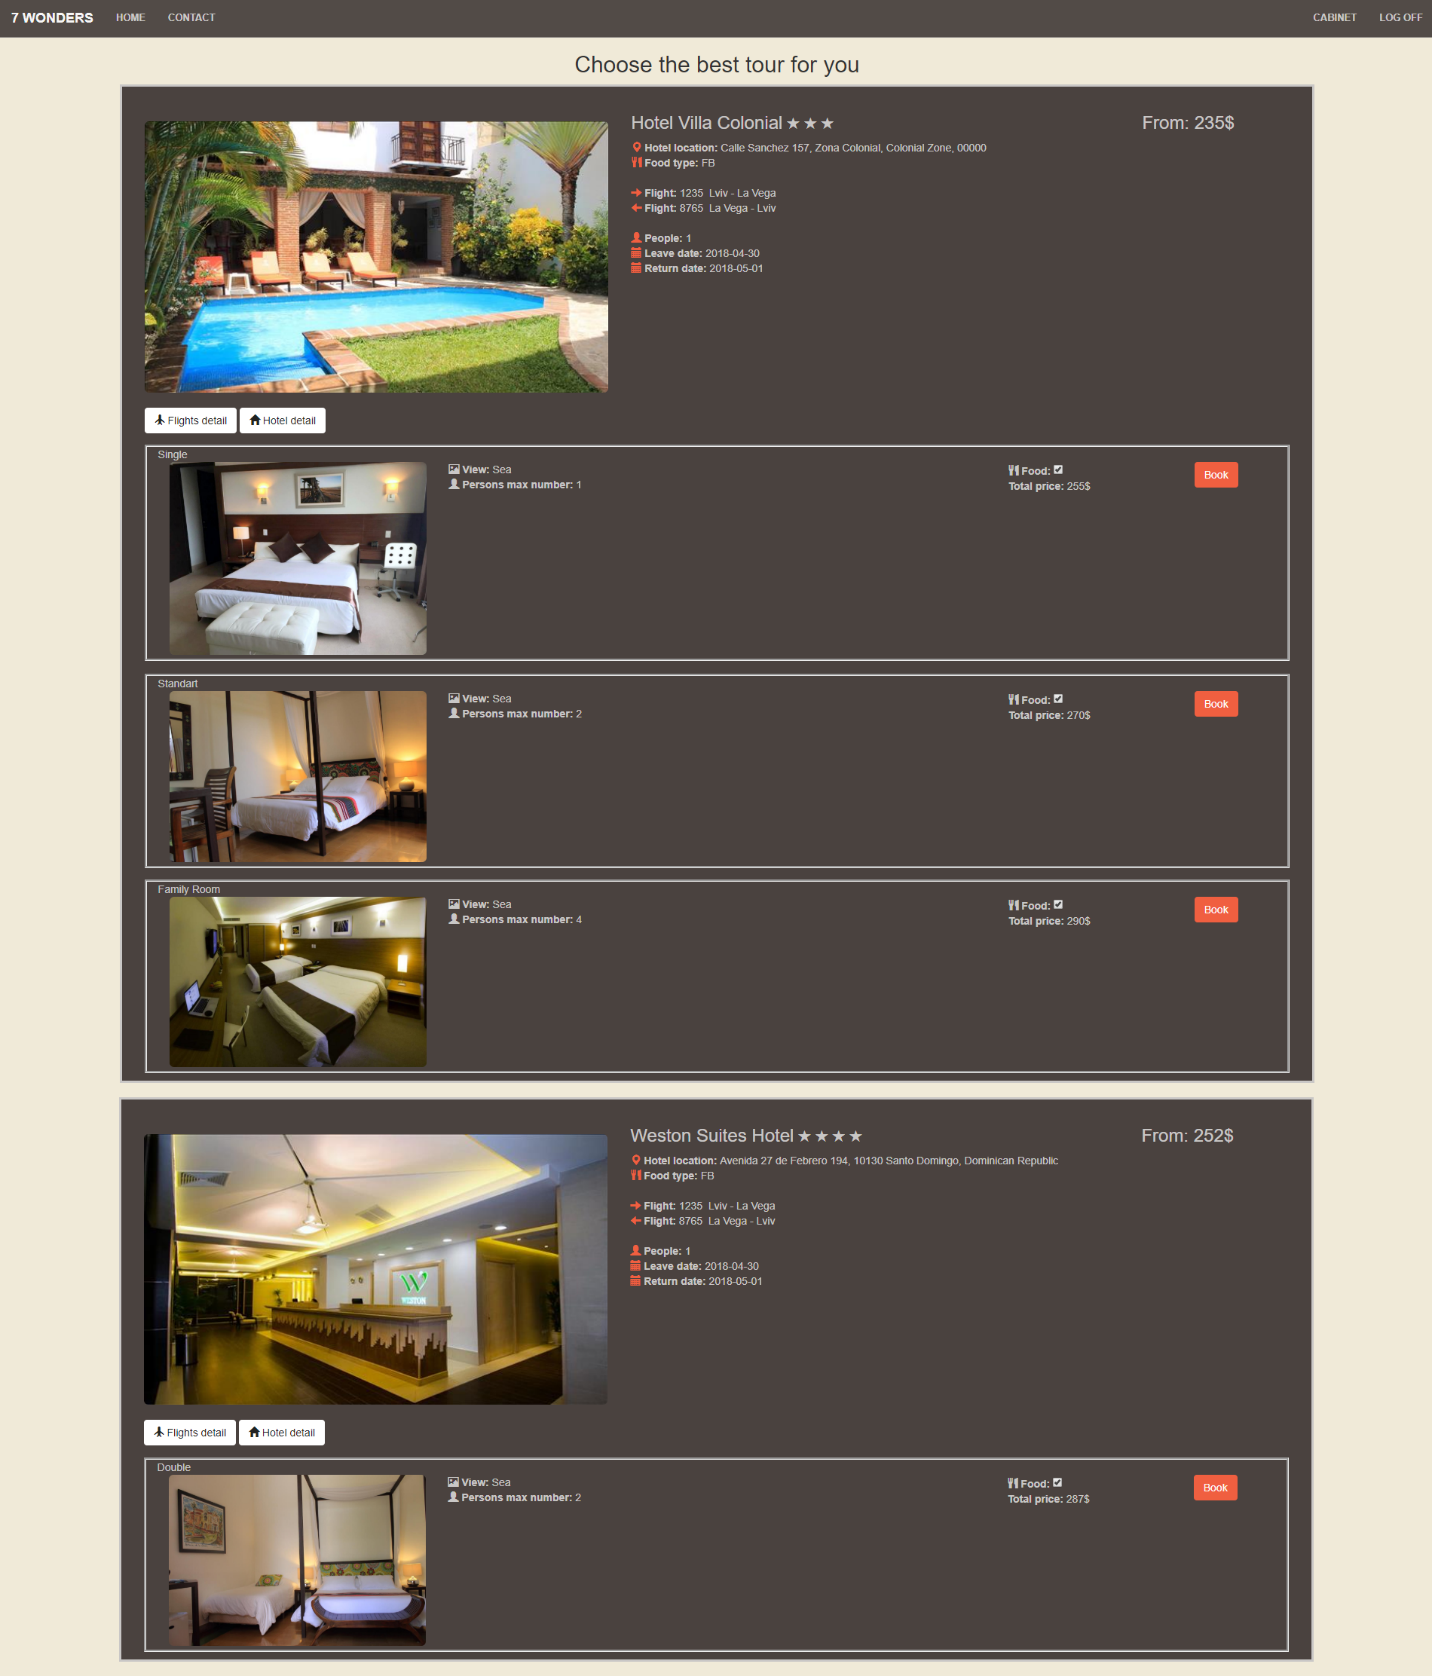 7 WONDERS HOME CONTACT CABINET LOG OFF
Choose the best tour for you
Hotel Villa Colonial ★ ★ ★ From: 235$
Hotel location: Calle Sanchez 157, Zona Colonial, Colonial Zone, 00000
Food type: FB
Flight: 1235 Lviv - La Vega
Flight: 8765 La Vega - Lviv
People: 1
Leave date: 2018-04-30
Return date: 2018-05-01
Flights detail Hotel detail
Single
View: Sea Food:
Persons max number: 1 Total price: 255$ Book
Standart
View: Sea Food:
Persons max number: 2 Total price: 270$ Book
Family Room
View: Sea Food:
Persons max number: 4 Total price: 290$ Book
Weston Suites Hotel ★ ★ ★ ★ From: 252$
Hotel location: Avenida 27 de Febrero 194, 10130 Santo Domingo, Dominican Republic
Food type: FB
Flight: 1235 Lviv - La Vega
Flight: 8765 La Vega - Lviv
People: 1
Leave date: 2018-04-30
Return date: 2018-05-01
W
WESTON
Flights detail Hotel detail
Double
View: Sea Food:
Persons max number: 2 Total price: 287$ Book